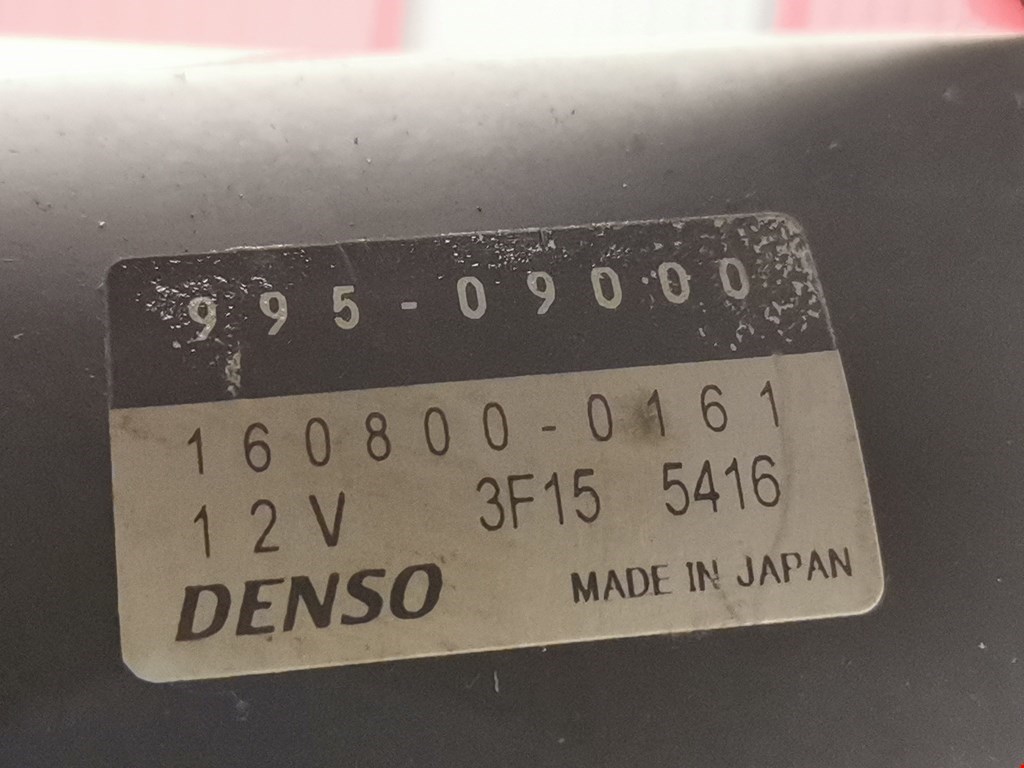 995-09000
160800-0161
12V 3F15 5416
DENSO MADE IN JAPAN